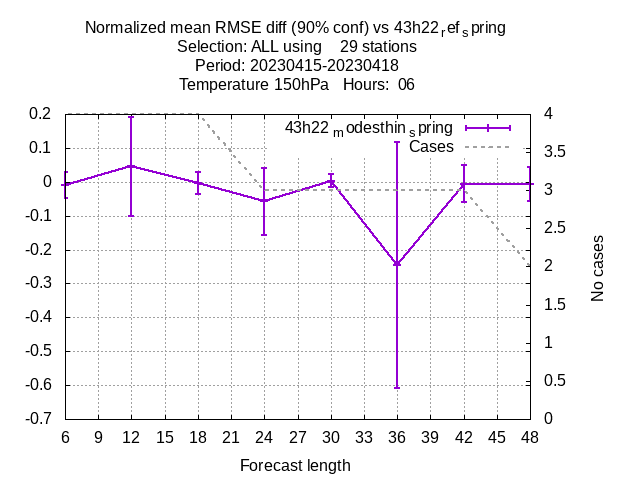 Normalized mean RMSE diff (90% conf) vs 43h22refspring
Selection: ALL using 29 stations
Period: 20230415-20230418
Temperature 150hPa Hours: 06
43h22modesthinspring
Cases
0.2
0.1
0
-0.1
-0.2
-0.3
-0.4
-0.5
-0.6
-0.7
4
3.5
3
2.5
2
1.5
1
0.5
0
No cases
6 9 12 15 18 21 24 27 30 33 36 39 42 45 48
Forecast length